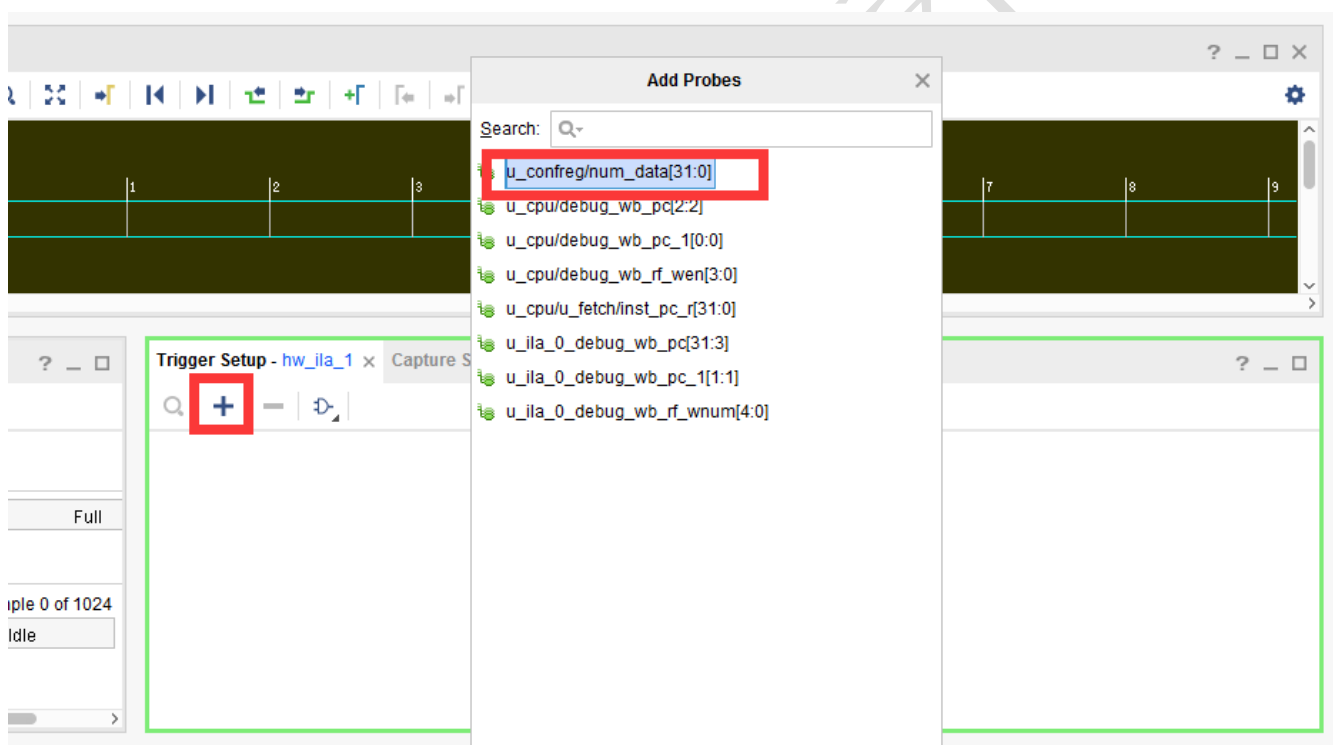 Add Probes
Search:
1 2 3 7 8 9
u_confreg/num_data[31:0]
u_cpu/debug_wb_pc[2:2]
u_cpu/debug_wb_pc_1[0:0]
u_cpu/debug_wb_rf_wen[3:0]
u_cpu/u_fetch/inst_pc_r[31:0]
u_ila_0_debug_wb_pc[31:3]
u_ila_0_debug_wb_pc_1[1:1]
u_ila_0_debug_wb_rf_wnum[4:0]
Trigger Setup - hw_ila_1 Capture S
Full
0 of 1024
Idle